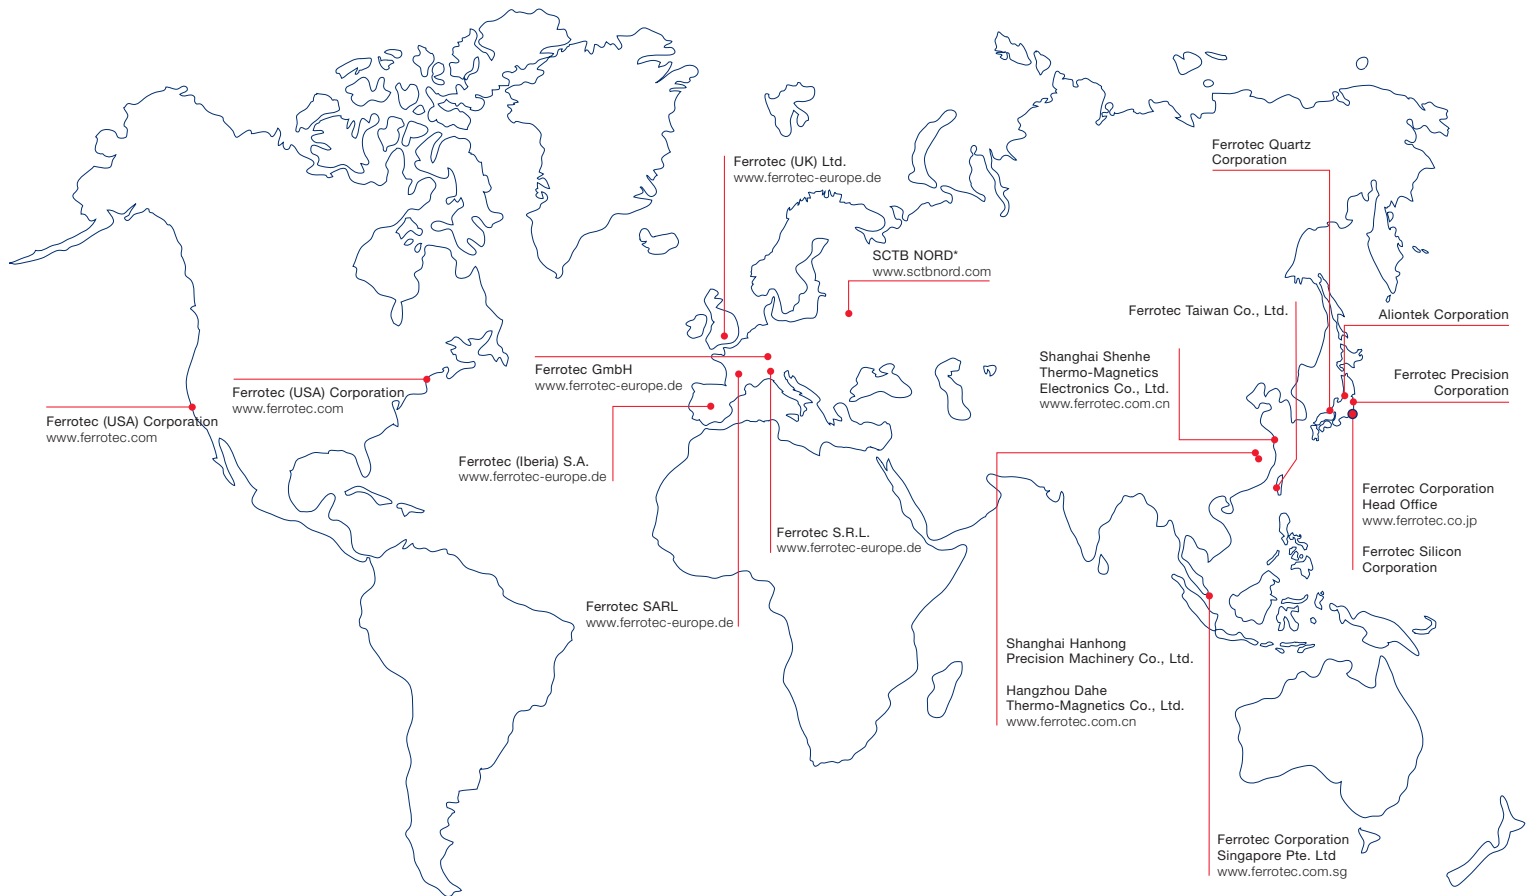 Ferrotec (UK) Ltd.
www.ferrotec-europe.de
Ferrotec Quartz
Corporation
SCTB NORD*
www.sctbnord.com
Ferrotec Taiwan Co., Ltd.
Aliontek Corporation
Shanghai Shenhe
Thermo-Magnetics
Electronics Co., Ltd.
www.ferrotec.com.cn
Ferrotec Precision
Corporation
Ferrotec GmbH
www.ferrotec-europe.de
Ferrotec (USA) Corporation
www.ferrotec.com
Ferrotec (USA) Corporation
www.ferrotec.com
Ferrotec (Iberia) S.A.
www.ferrotec-europe.de
Ferrotec Corporation
Head Office
www.ferrotec.co.jp
Ferrotec Silicon
Corporation
Ferrotec S.R.L.
www.ferrotec-europe.de
Ferrotec SARL
www.ferrotec-europe.de
Shanghai Hanhong
Precision Machinery Co., Ltd.
Hangzhou Dahe
Thermo-Magnetics Co., Ltd.
www.ferrotec.com.cn
Ferrotec Corporation
Singapore Pte. Ltd
www.ferrotec.com.sg